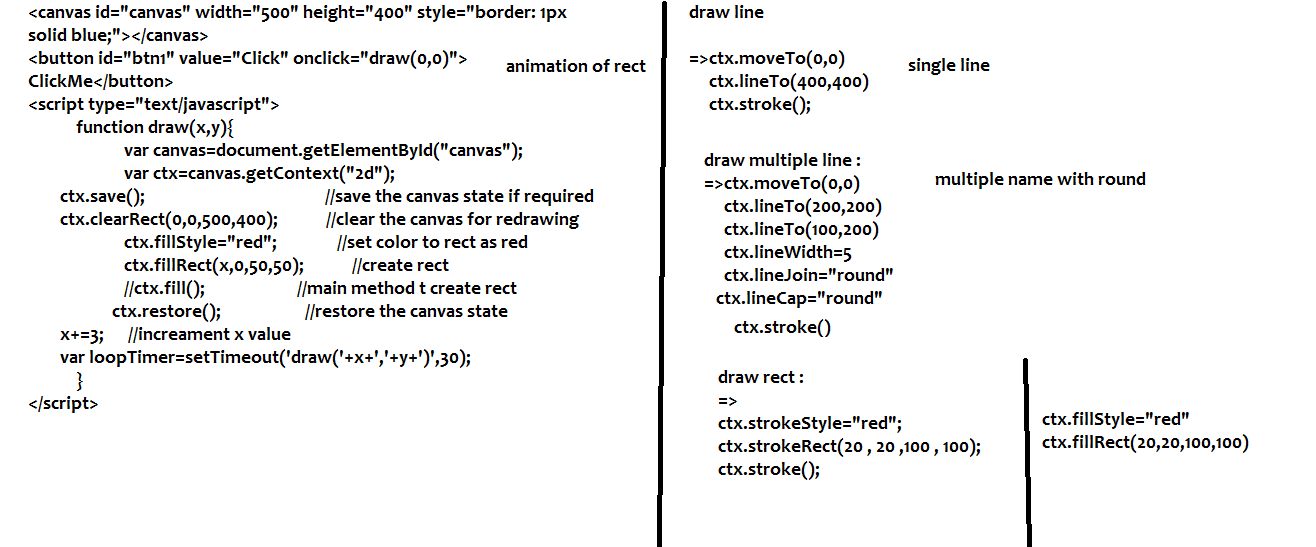 <canvas id="canvas" width="500" height="400" style="border: 1px
solid blue;"></canvas>
<button id="btn1" value="Click" onclick="draw(0,0)">
ClickMe</button>
animation of rect
<script type="text/javascript">
function draw(x,y){
var canvas=document.getElementById("canvas");
var ctx=canvas.getContext("2d");
ctx.save(); //save the canvas state if required
ctx.clearRect(0,0,500,400); //clear the canvas for redrawing
ctx.fillStyle="red"; //set color to rect as red
ctx.fillRect(x,0,50,50); //create rect
//ctx.fill(); //main method t create rect
ctx.restore(); //restore the canvas state
x+=3; //increament x value
var loopTimer=setTimeout('draw('+x+','+y+')',30);
}
</script>
draw line
=>ctx.moveTo(0,0)
single line
ctx.lineTo(400,400)
ctx.stroke();
draw multiple line :
=>ctx.moveTo(0,0)
multiple name with round
ctx.lineTo(200,200)
ctx.lineTo(100,200)
ctx.lineWidth=5
ctx.lineJoin="round"
ctx.lineCap="round"
ctx.stroke()
draw rect :
=>
ctx.strokeStyle="red";
ctx.strokeRect(20 , 20 ,100 , 100);
ctx.stroke();
ctx.fillStyle="red"
ctx.fillRect(20,20,100,100)